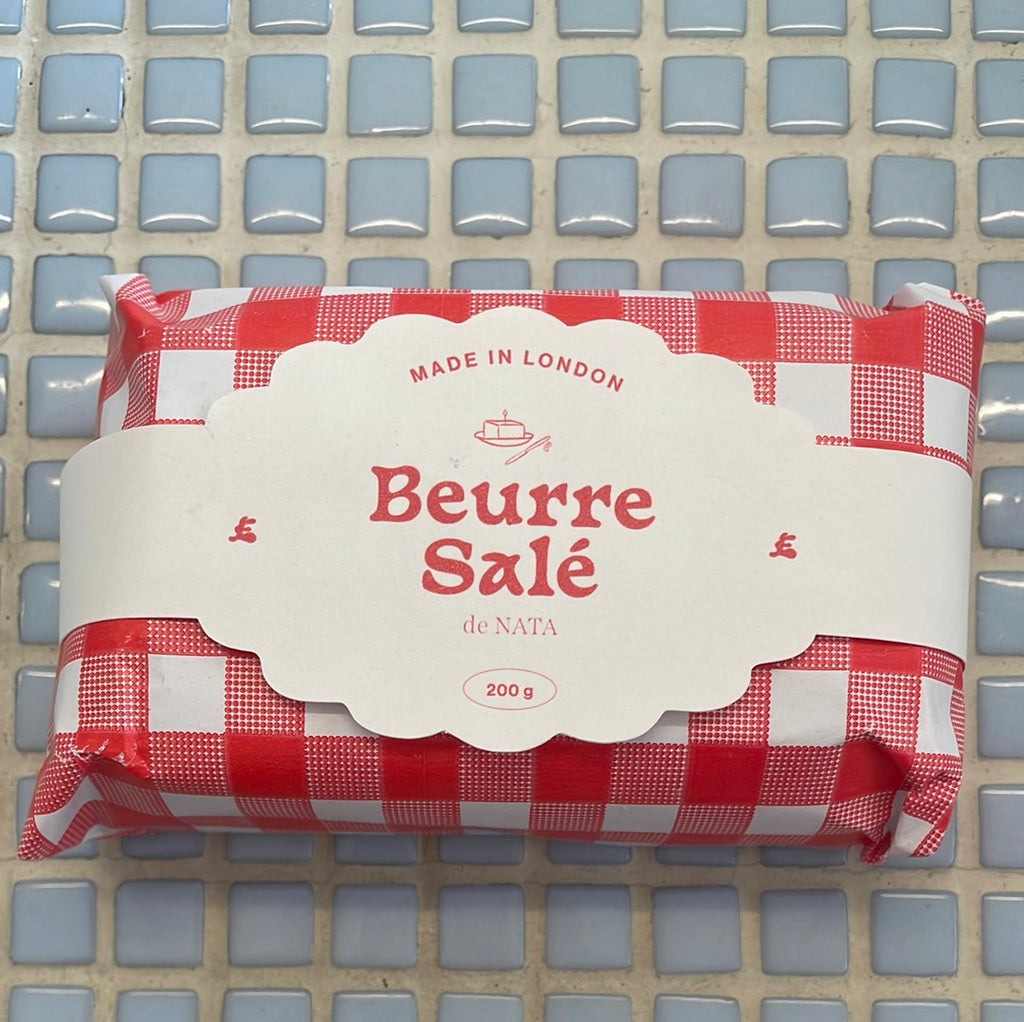 MADE IN LONDON
Beurre
Salé
de NATA
200 g